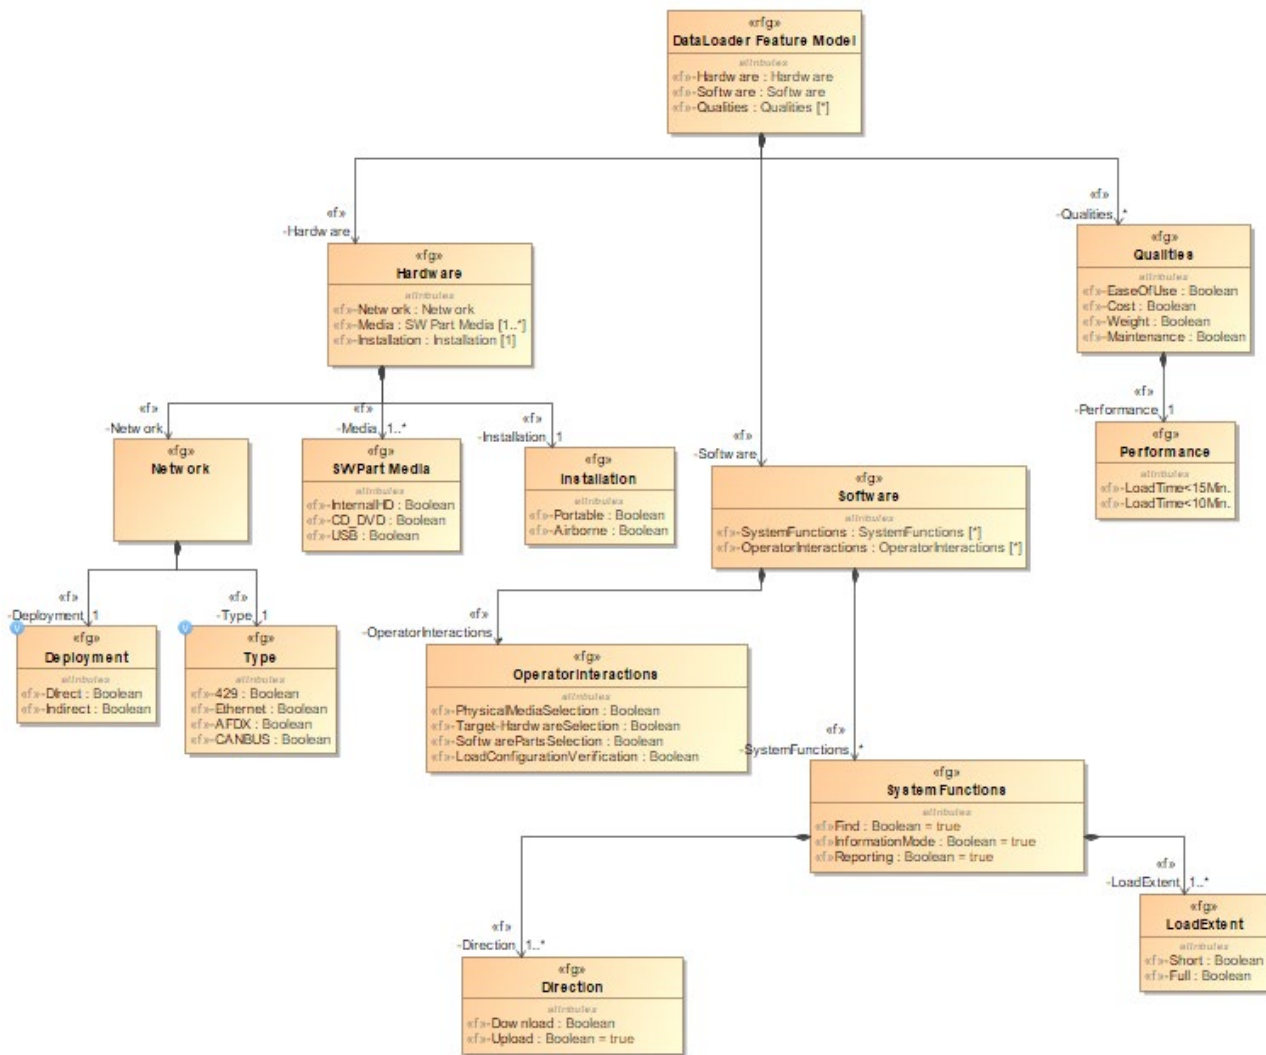 «rfg»
DataLoader Feature Model
attributes
«f»-Hardware : Hardware
«f»-Software : Software
«f»-Qualities : Qualities [*]
«f»
-Hardware
«fg»
Hardware
attributes
«f»-Network : Network
«f»-Media : SW Part Media [1..*]
«f»-Installation : Installation [1]
«f»
-Qualities *
«fg»
Qualities
attributes
«f»-EaseOfUse : Boolean
«f»-Cost : Boolean
«f»-Weight : Boolean
«f»-Maintenance : Boolean
«f»
-Network
«fg»
Network
«f»
-Media 1..*
«fg»
SWPart Media
attributes
«f»-InternalHD : Boolean
«f»-CD_DVD : Boolean
«f»-USB : Boolean
«f»
-Installation 1
«fg»
Installation
attributes
«f»-Portable : Boolean
«f»-Airborne : Boolean
«f»
-Software
«fg»
Software
attributes
«f»-SystemFunctions : SystemFunctions [*]
«f»-OperatorInteractions : OperatorInteractions [*]
«f»
-Performance 1
«fg»
Performance
attributes
«f»-LoadTime<15Min.
«f»-LoadTime<10Min.
«f»
-Deployment 1
V
«fg»
Deployment
attributes
«f»-DIrect : Boolean
«f»-Indirect : Boolean
«f»
-Type 1
V
«fg»
Type
attributes
«f»-429 : Boolean
«f»-Ethernet : Boolean
«f»-AFDX : Boolean
«f»-CANBUS : Boolean
«f»
-OperatorInteractions
«fg»
OperatorInteractions
attributes
«f»-PhysicalMediaSelection : Boolean
«f»-Target-HardwareSelection : Boolean
«f»-SoftwarePartsSelection : Boolean
«f»-LoadConfigurationVerification : Boolean
«f»
-SystemFunctions *
«fg»
SystemFunctions
attributes
«f»Find : Boolean = true
«f»InformationMode : Boolean = true
«f»Reporting : Boolean = true
«f»
-Direction 1..*
«fg»
Direction
attributes
«f»-Download : Boolean
«f»-Upload : Boolean = true
«f»
-LoadExtent 1..*
«fg»
LoadExtent
attributes
«f»-Short : Boolean
«f»-Full : Boolean